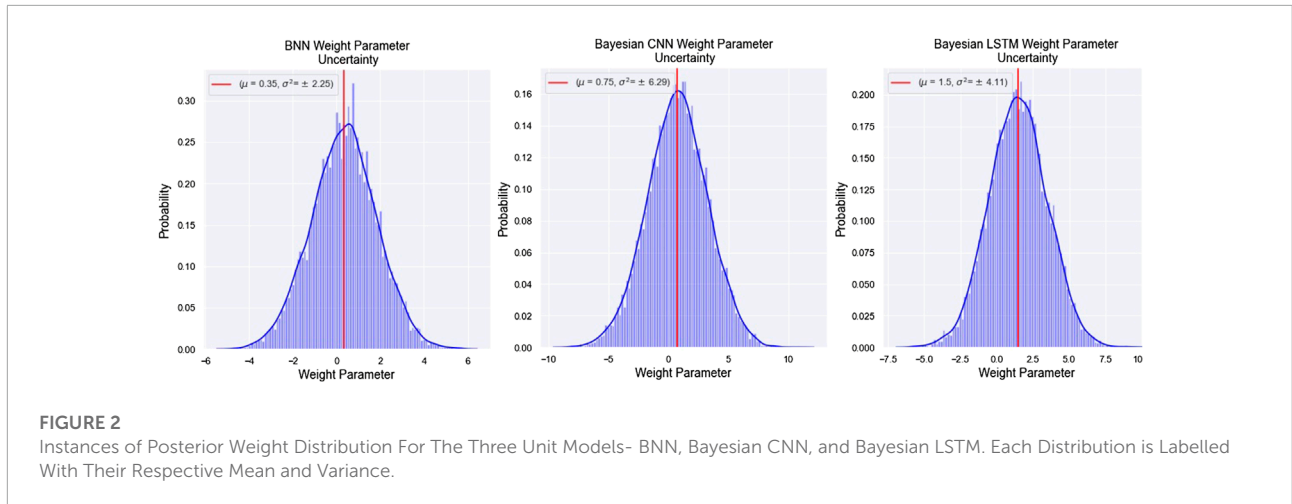 BNN Weight Parameter
Uncertainty
(μ = 0.35, σ²= ± 2.25)
0.30
0.25
0.20
0.15
0.10
0.05
0.00
Probability
−6 −4 −2 0 2 4 6
Weight Parameter
Bayesian CNN Weight Parameter
Uncertainty
(μ = 0.75, σ²= ± 6.29)
0.16
0.14
0.12
0.10
0.08
0.06
0.04
0.02
0.00
Probability
−10 −5 0 5 10
Weight Parameter
Bayesian LSTM Weight Parameter
Uncertainty
(μ = 1.5, σ²= ± 4.11)
0.200
0.175
0.150
0.125
0.100
0.075
0.050
0.025
0.000
Probability
−7.5 −5.0 −2.5 0.0 2.5 5.0 7.5 10
Weight Parameter
FIGURE 2
Instances of Posterior Weight Distribution For The Three Unit Models- BNN, Bayesian CNN, and Bayesian LSTM. Each Distribution is Labelled
With Their Respective Mean and Variance.